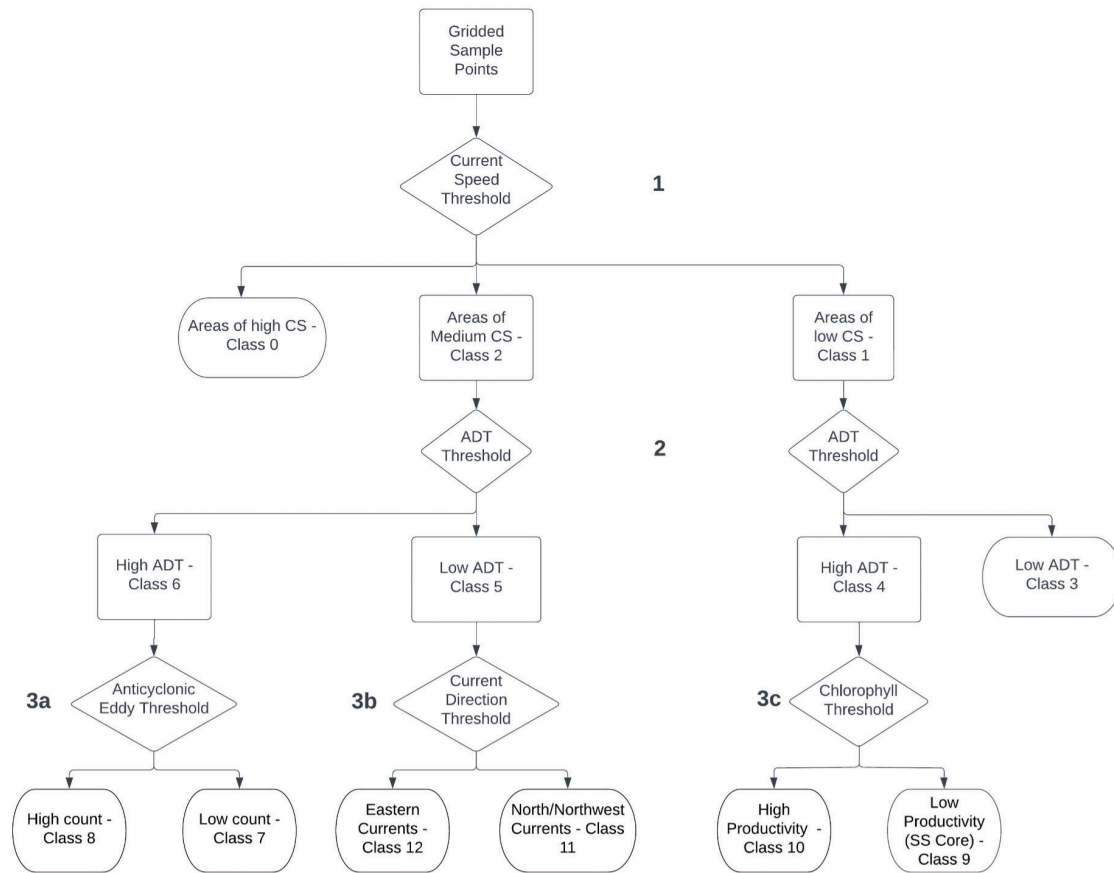 Gridded
Sample
Points
Current
Speed
Threshold
1
Areas of high CS -
Class 0
Areas of
Medium CS -
Class 2
Areas of
low CS -
Class 1
ADT
Threshold
2
ADT
Threshold
High ADT -
Class 6
Low ADT -
Class 5
High ADT -
Class 4
Low ADT -
Class 3
3a
Anticyclonic
Eddy Threshold
3b
Current
Direction
Threshold
3c
Chlorophyll
Threshold
High count -
Class 8
Low count -
Class 7
Eastern
Currents -
Class 12
North/Northwest
Currents - Class
11
High
Productivity -
Class 10
Low
Productivity
(SS Core) -
Class 9